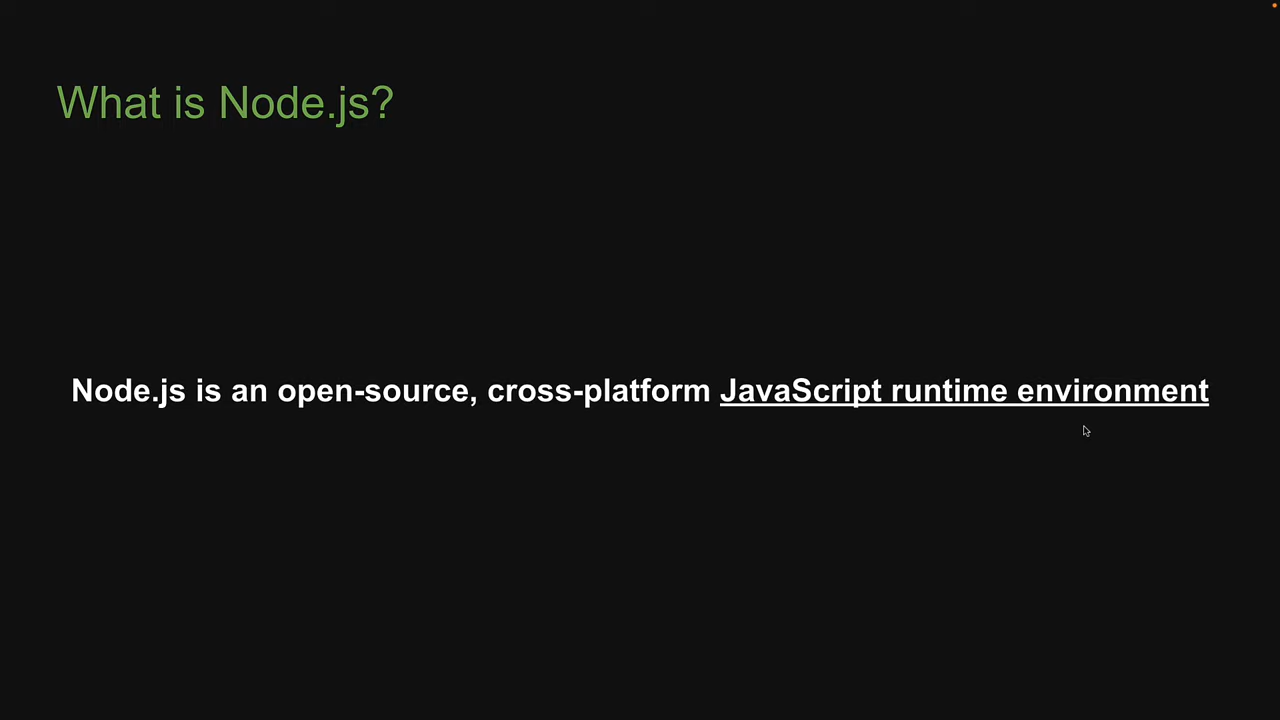 What is Node.js?
Node.js is an open-source, cross-platform JavaScript runtime environment